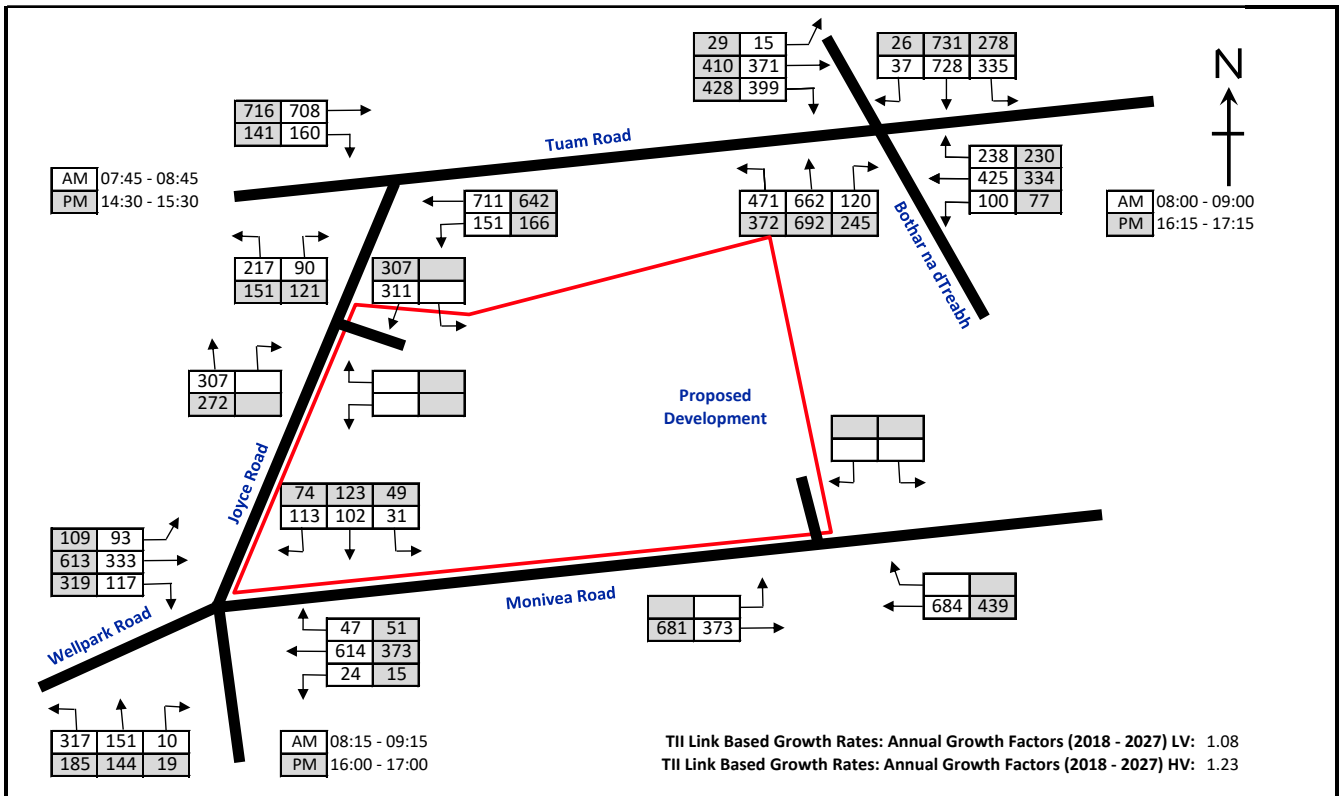 29 15
410 371
428 399
26 731 278
37 728 335
N
716 708
141 160
Tuam Road
238 230
425 334
100 77
AM 07:45 - 08:45
PM 14:30 - 15:30
711 642
151 166
471 662 120
372 692 245
Bothar na dTreabh
AM 08:00 - 09:00
PM 16:15 - 17:15
217 90
151 121
307
311
307
272
Proposed
Development
Joyce Road
74 123 49
113 102 31
109 93
613 333
319 117
Monivea Road
684 439
681 373
Wellpark Road
47 51
614 373
24 15
317 151 10
185 144 19
AM 08:15 - 09:15
PM 16:00 - 17:00
TII Link Based Growth Rates: Annual Growth Factors (2018 - 2027) LV: 1.08
TII Link Based Growth Rates: Annual Growth Factors (2018 - 2027) HV: 1.23